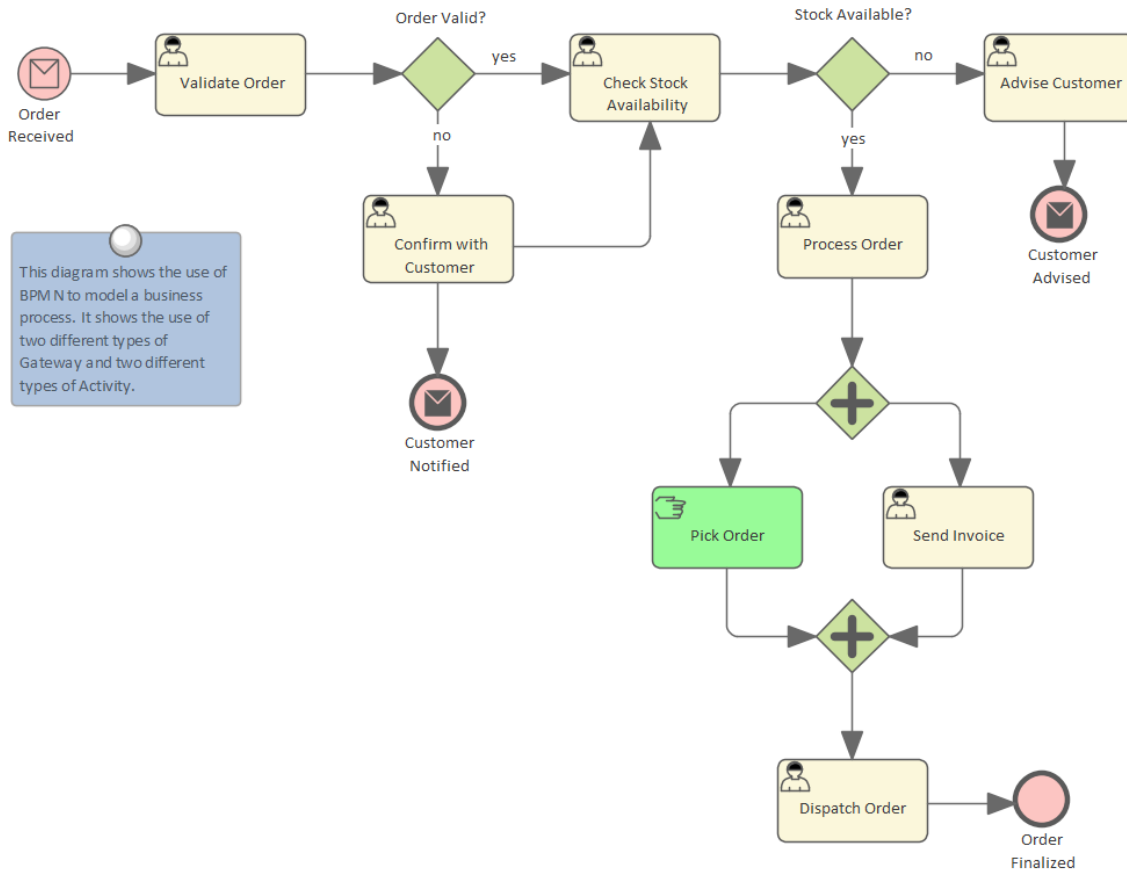 Order Valid?
Stock Available?
Order
Received
Validate Order
yes
no
Check Stock
Availability
no
yes
Advise Customer
Confirm with
Customer
Process Order
Customer
Advised
This diagram shows the use of
BPMN to model a business
process. It shows the use of
two different types of
Gateway and two different
types of Activity.
Customer
Notified
Pick Order
Send Invoice
Dispatch Order
Order
Finalized